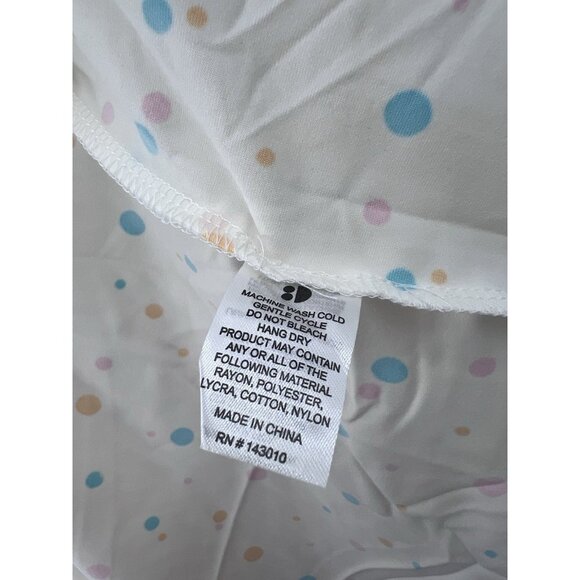 MACHINE WASH COLD
GENTLE CYCLE
DO NOT BLEACH
HANG DRY
PRODUCT MAY CONTAIN
ANY OR ALL OF THE
FOLLOWING MATERIAL
RAYON, POLYESTER,
LYCRA, COTTON, NYLON
MADE IN CHINA
RN # 143010